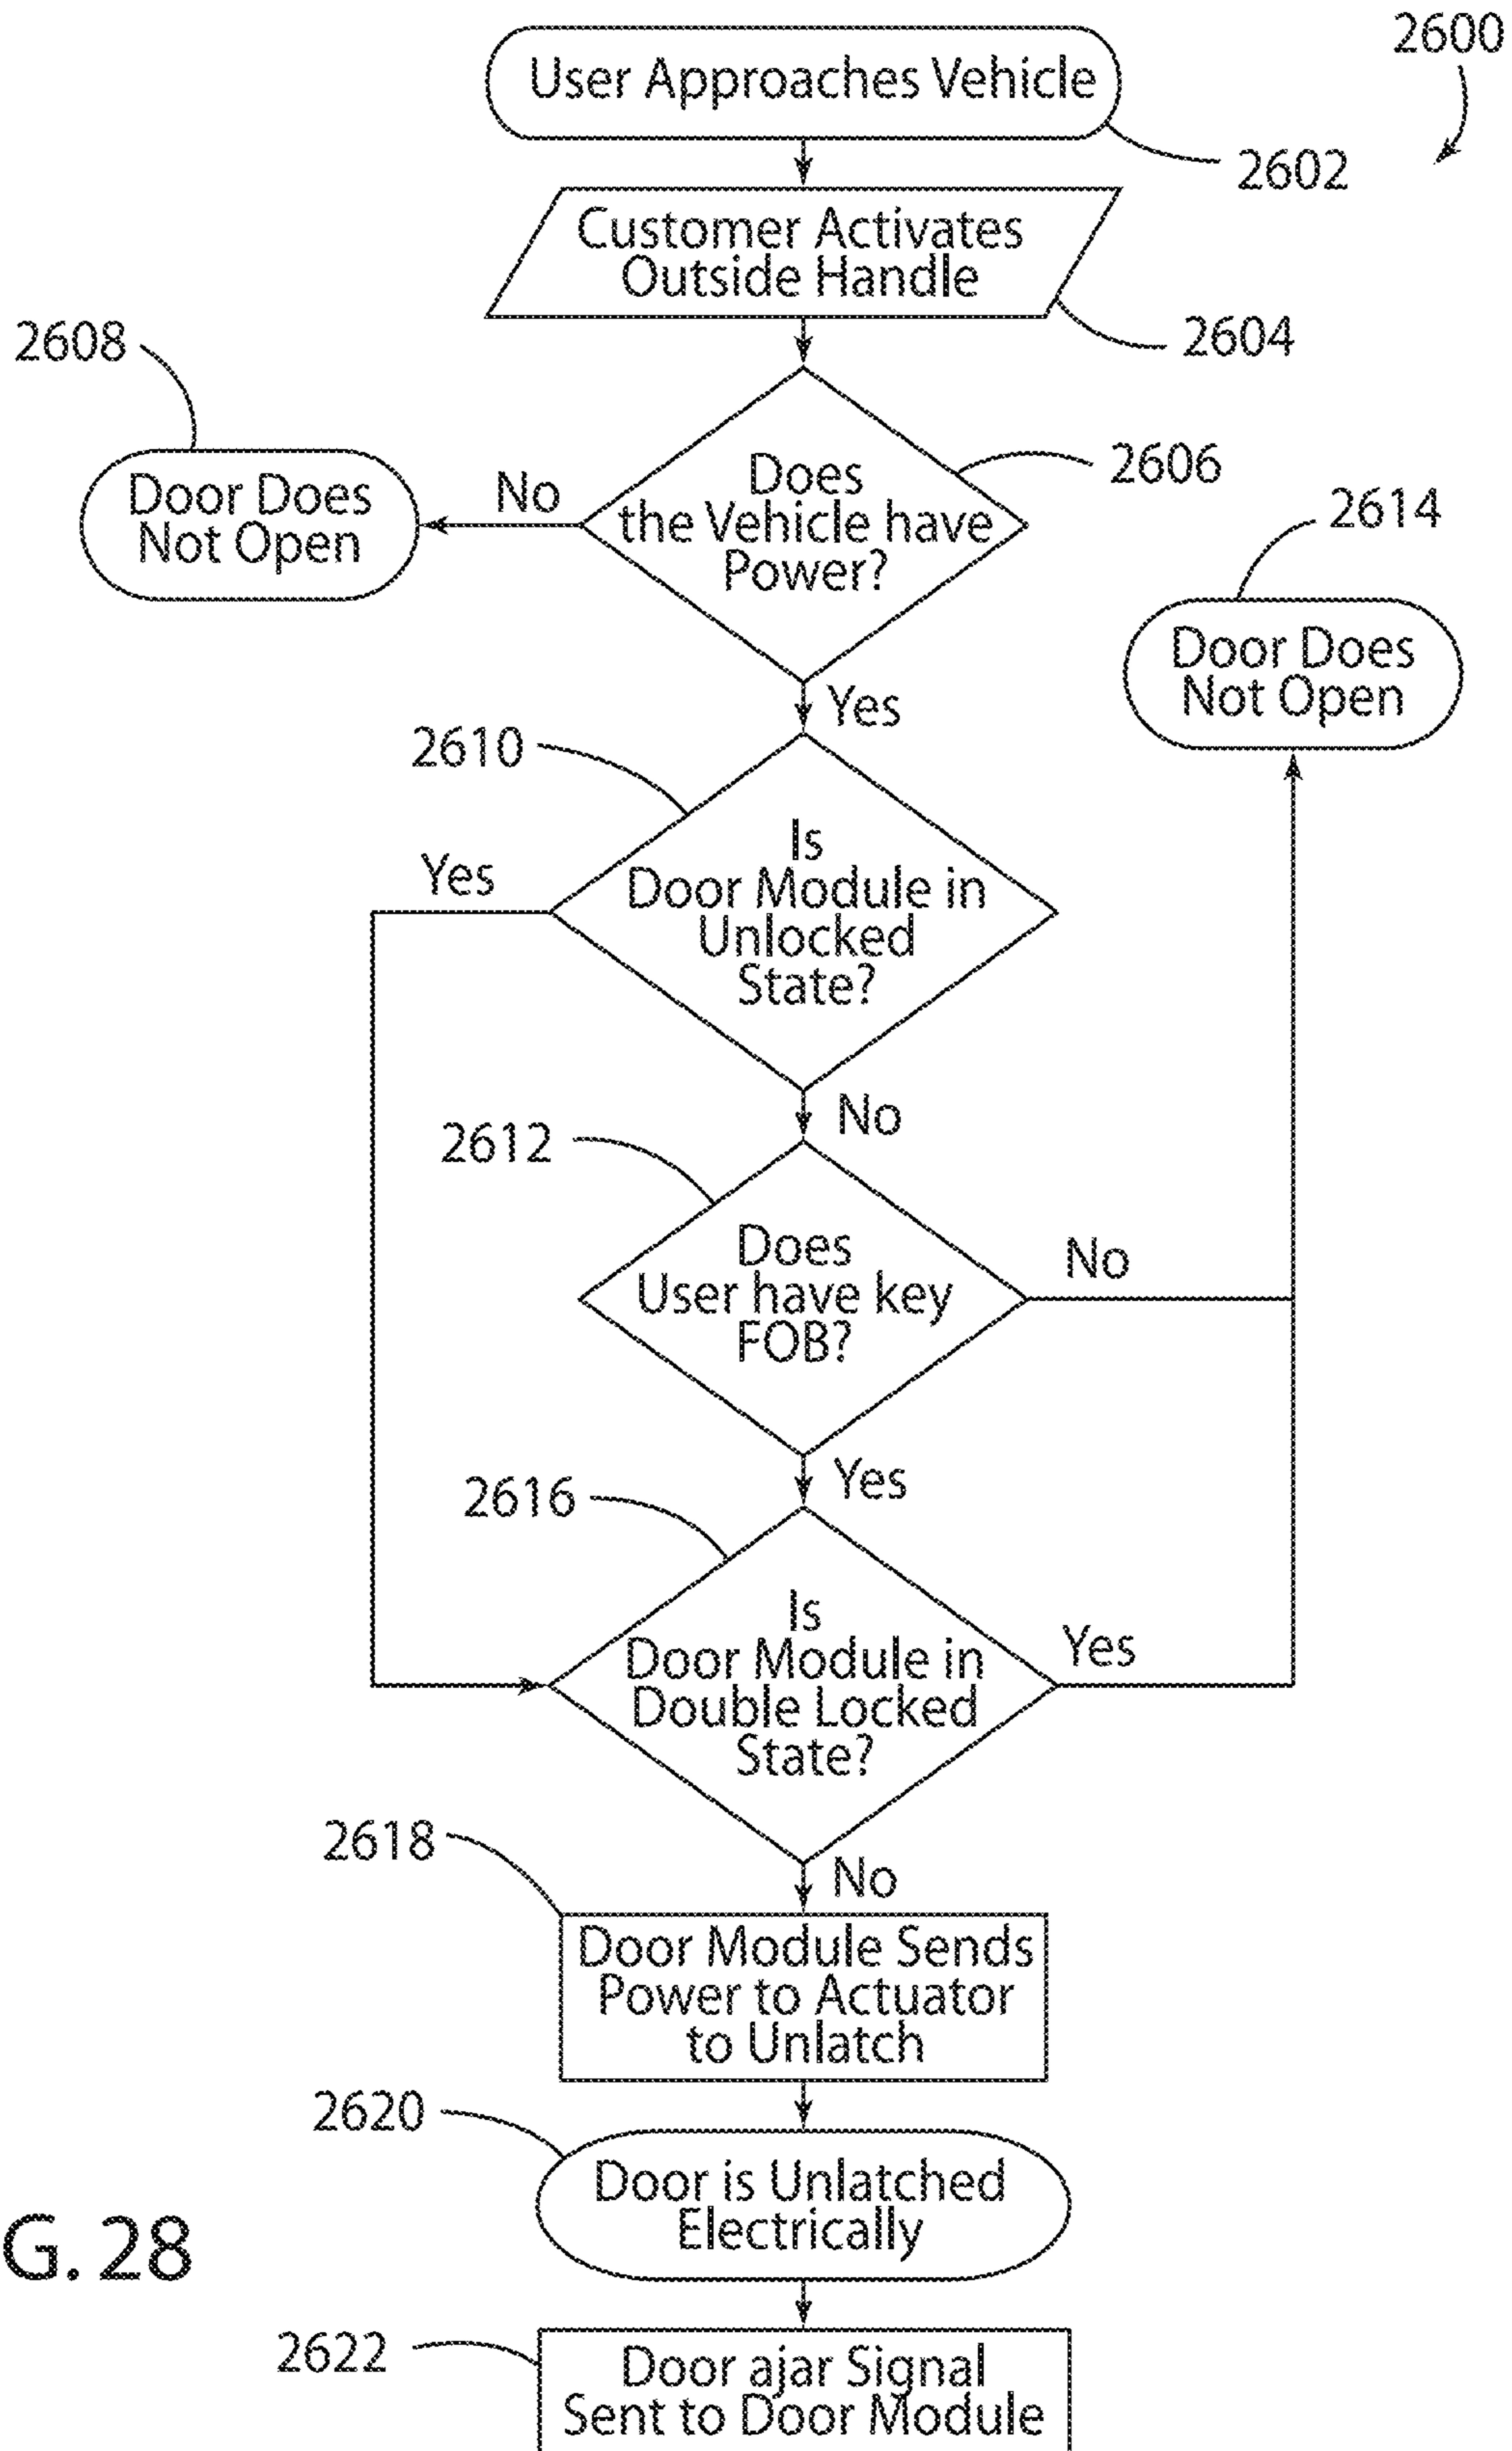 2600
User Approaches Vehicle
2602
Customer Activates
Outside Handle
2604
2608
Door Does
Not Open
No
Does
the Vehicle have
Power?
2606
2614
Door Does
Not Open
Yes
2610
Yes
Is
Door Module in
Unlocked
State?
No
2612
Does
User have key
FOB?
No
Yes
2616
Is
Door Module in
Double Locked
State?
Yes
No
2618
Door Module Sends
Power to Actuator
to Unlatch
2620
Door is Unlatched
Electrically
G. 28
2622
Door ajar Signal
Sent to Door Module